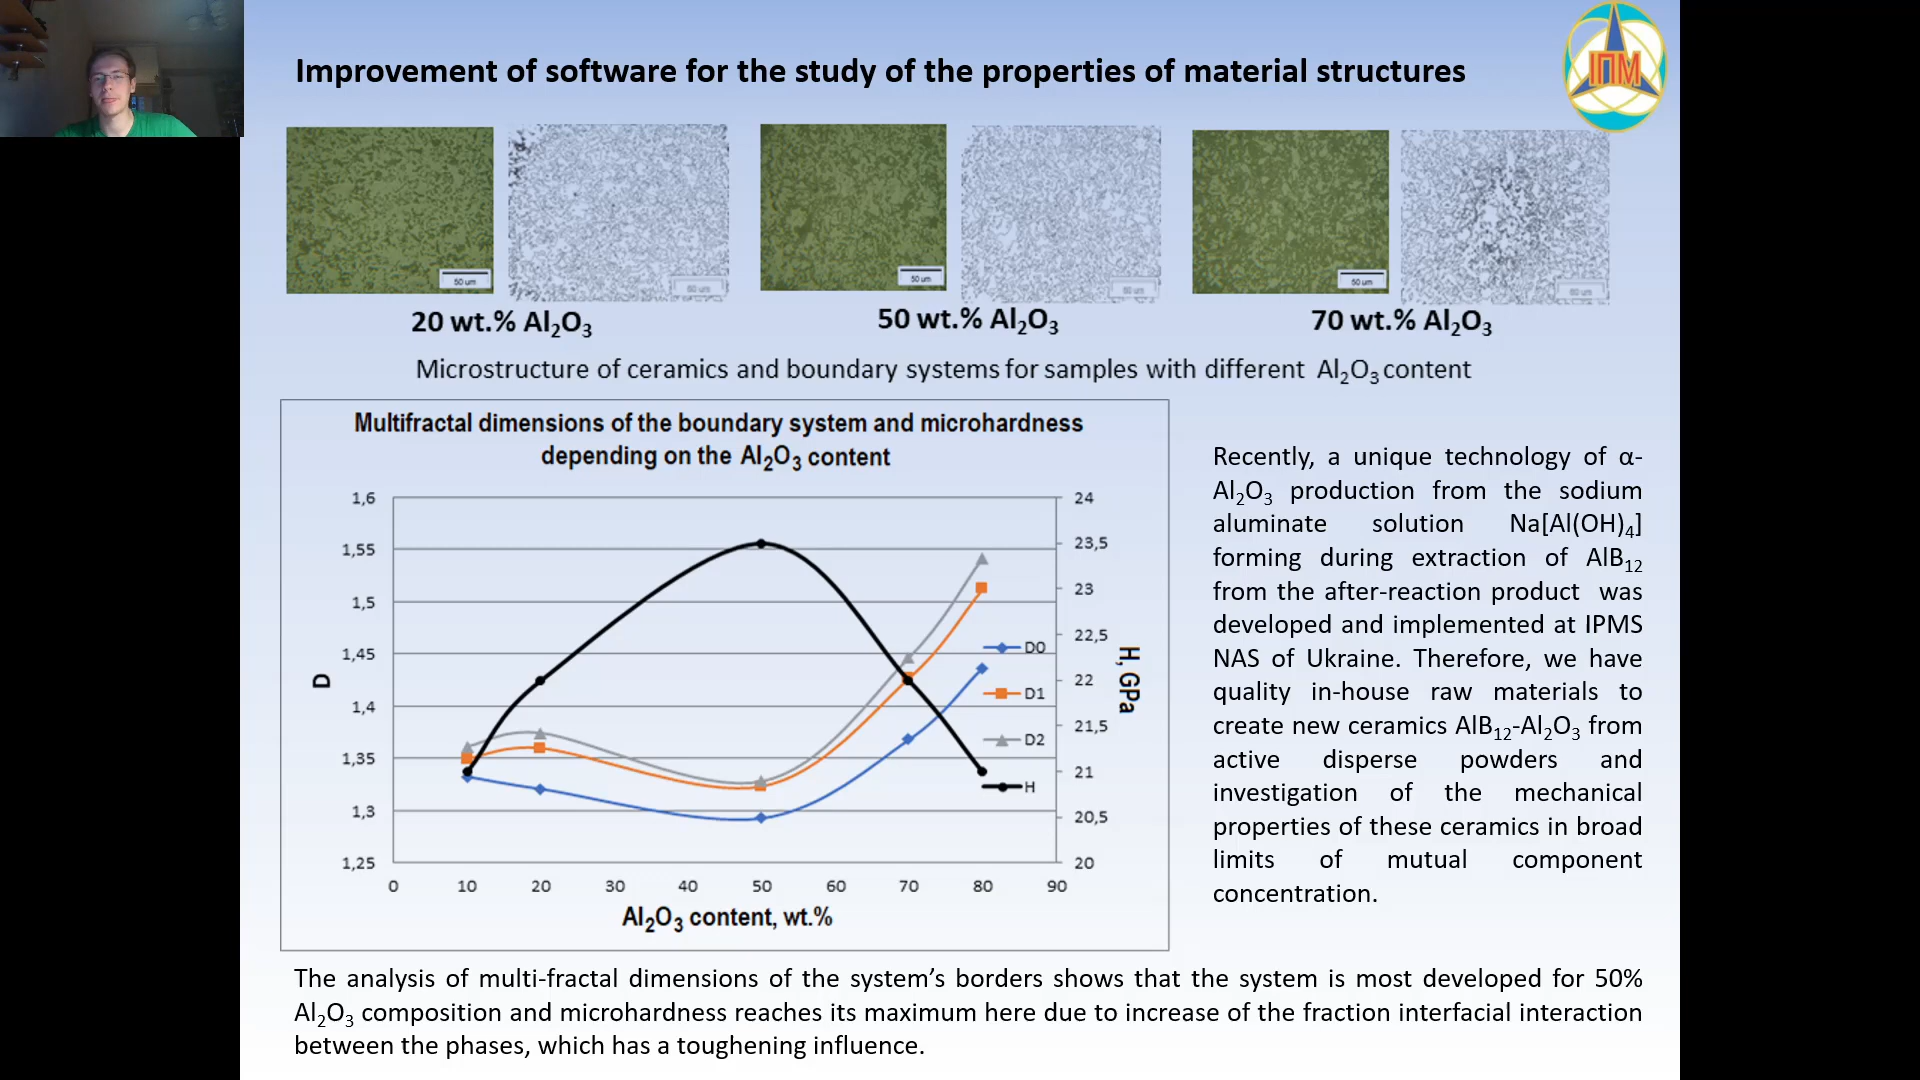 Improvement of software for the study of the properties of material structures
ІПМ
50 um
60 um
50 um
60 um
50 um
60 um
20 wt.% Al₂O₃
50 wt.% Al₂O₃
70 wt.% Al₂O₃
Microstructure of ceramics and boundary systems for samples with different Al₂O₃ content
Multifractal dimensions of the boundary system and microhardness
depending on the Al₂O₃ content
1,6
1,55
1,5
1,45
1,4
1,35
1,3
1,25
D
24
23,5
23
22,5
22
21,5
21
20,5
20
H, GPa
D0
D1
D2
H
0 10 20 30 40 50 60 70 80 90
Al₂O₃ content, wt.%
Recently, a unique technology of α-
Al₂O₃ production from the sodium
aluminate solution Na[Al(OH)₄]
forming during extraction of AlB₁₂
from the after-reaction product was
developed and implemented at IPMS
NAS of Ukraine. Therefore, we have
quality in-house raw materials to
create new ceramics AlB₁₂-Al₂O₃ from
active disperse powders and
investigation of the mechanical
properties of these ceramics in broad
limits of mutual component
concentration.
The analysis of multi-fractal dimensions of the system’s borders shows that the system is most developed for 50%
Al₂O₃ composition and microhardness reaches its maximum here due to increase of the fraction interfacial interaction
between the phases, which has a toughening influence.